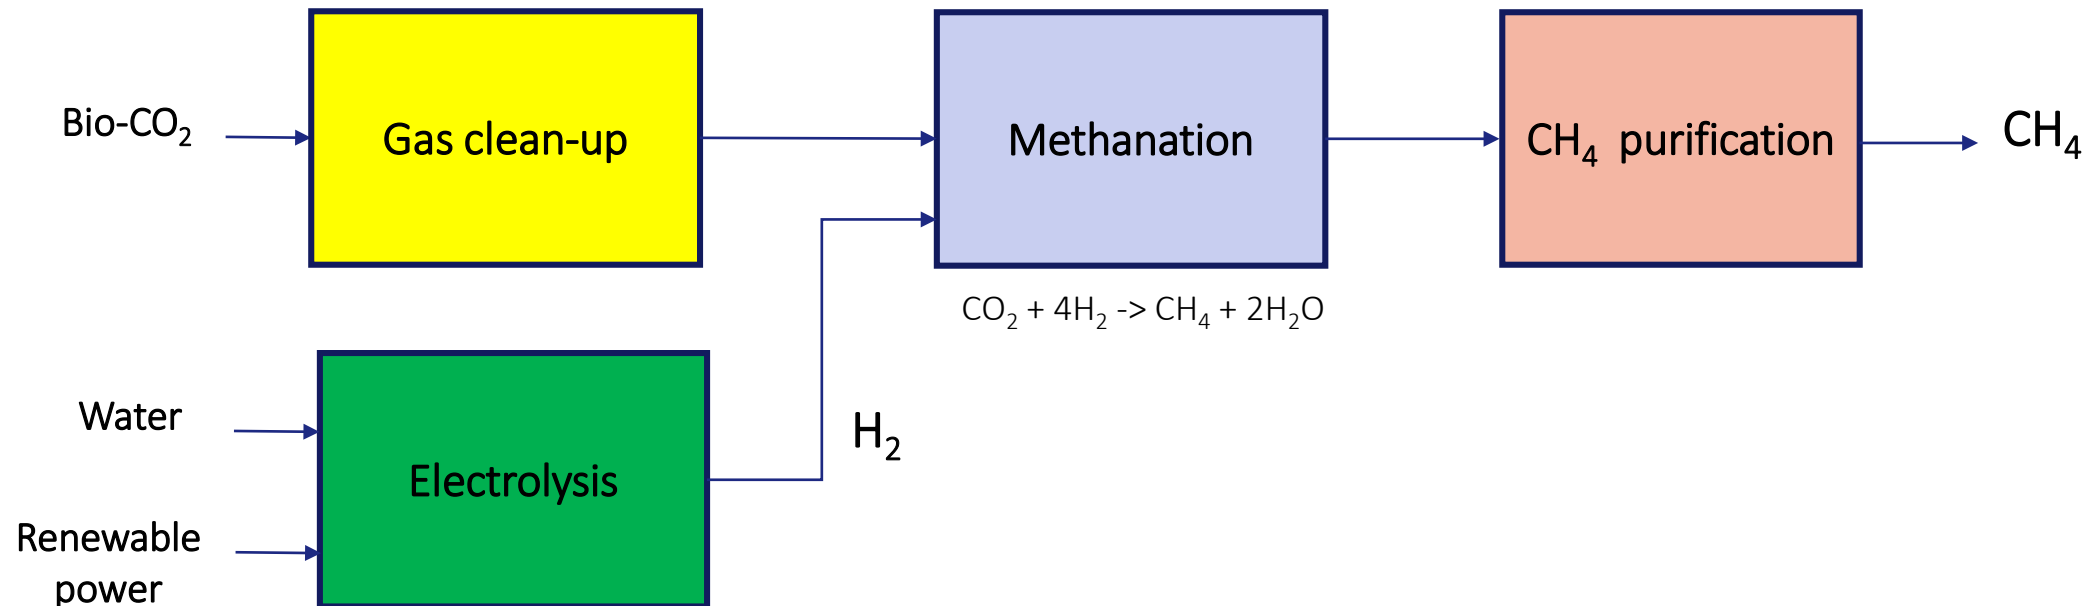 Bio-CO₂
Gas clean-up
Methanation
CH₄ purification
CH₄
CO₂ + 4H₂ -> CH₄ + 2H₂O
Water
Electrolysis
H₂
Renewable
power